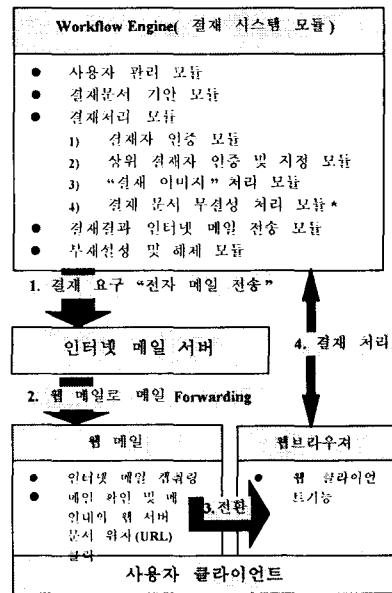 Workflow Engine( 결재 시스템 모듈 )
● 사용자 관리 모듈
● 결재문서 기안 모듈
● 결재처리 모듈
1) 결재자 인증 모듈
2) 상위 결재자 인증 및 지정 모듈
3) “결재 이미지” 처리 모듈
4) 결재 문서 무결성 처리 모듈*
● 결재결과 인터넷 메일 전송 모듈
● 부재설정 및 해제 모듈
1. 결재 요구 “전자 메일 전송”
인터넷 메일 서버
4. 결재 처리
2. 웹 메일로 메일 Forwarding
웹 메일
● 인터넷 메일 캡춰링
● 메일 확인 및 메
일내의 웹 서버
문서 위치(URL)
클릭
3.전환
웹브라우져
● 웹 클라이언
트기능
사용자 클라이언트